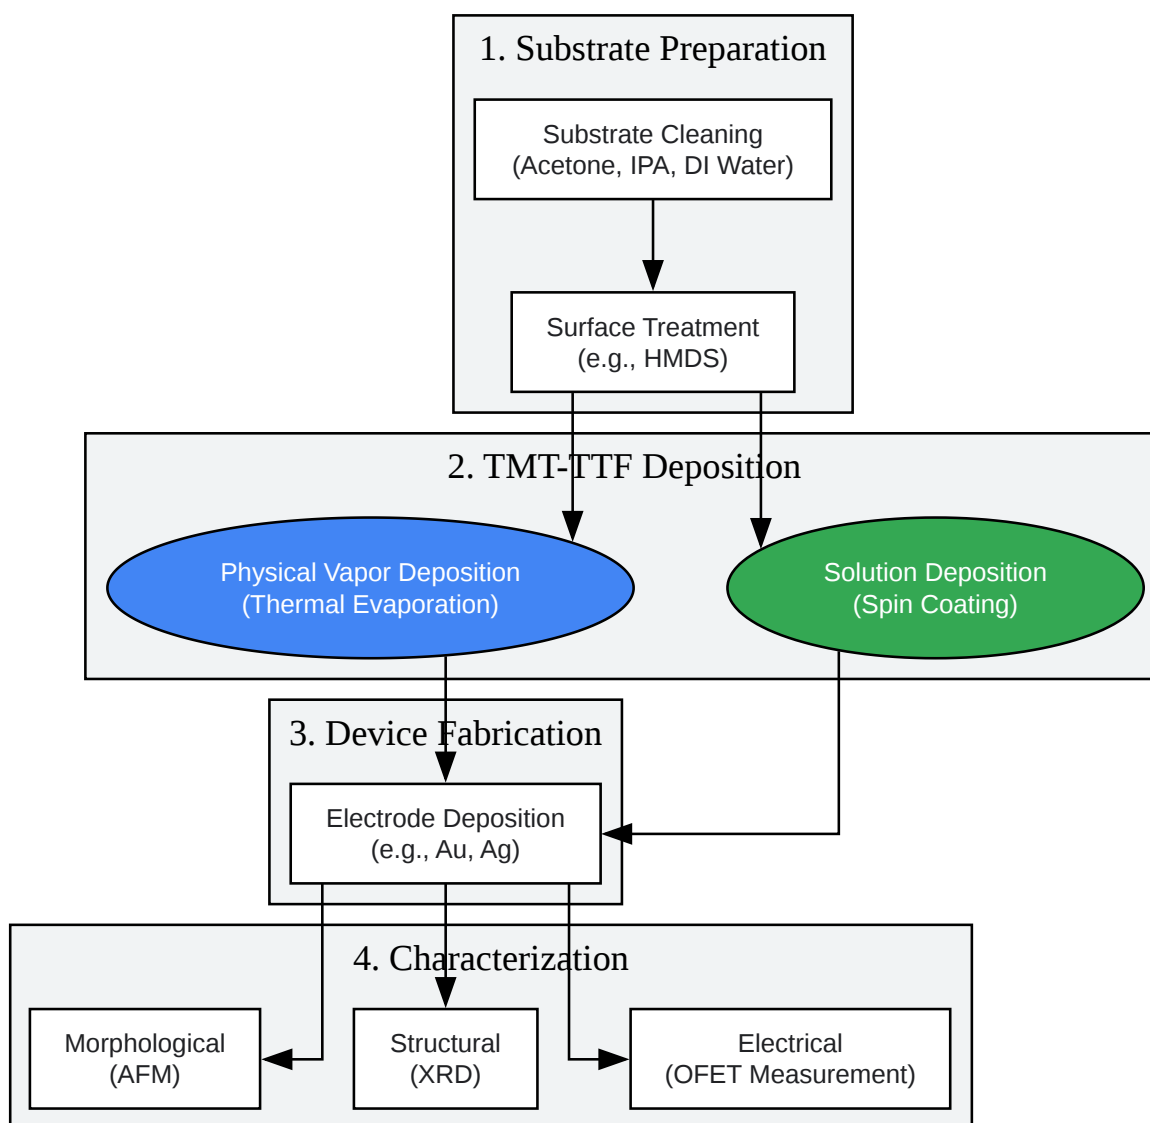 1. Substrate Preparation
Substrate Cleaning
(Acetone, IPA, DI Water)
Surface Treatment
(e.g., HMDS)
2. TMT-TTF Deposition
Physical Vapor Deposition
(Thermal Evaporation)
Solution Deposition
(Spin Coating)
3. Device Fabrication
Electrode Deposition
(e.g., Au, Ag)
4. Characterization
Morphological
(AFM)
Structural
(XRD)
Electrical
(OFET Measurement)